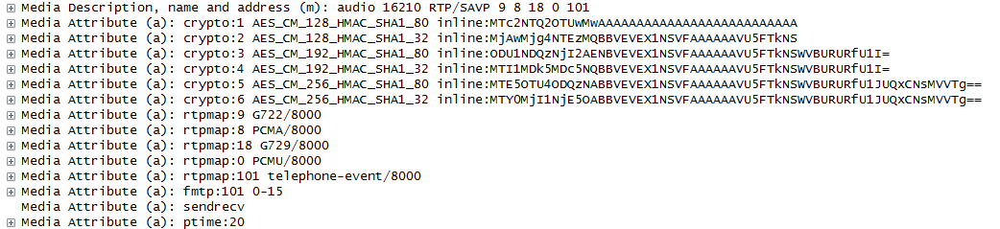 Media Description, name and address (m): audio 16210 RTP/SAVP 9 8 18 0 101
Media Attribute (a): crypto:1 AES_CM_128_HMAC_SHA1_80 inline:MTc2NTQ2OTUwMwAAAAAAAAAAAAAAAAAAAAAAAAAA
Media Attribute (a): crypto:2 AES_CM_128_HMAC_SHA1_32 inline:MjAwMjg4NTEzMQBBVEVEX1NSVFAAAAAAVU5FTkNS
Media Attribute (a): crypto:3 AES_CM_192_HMAC_SHA1_80 inline:ODU1NDQzNjI2AENBVEVEX1NSVFAAAAAAVU5FTkNSWVBURURfU1I=
Media Attribute (a): crypto:4 AES_CM_192_HMAC_SHA1_32 inline:MTI1MDk5MDc5NQBBVEVEX1NSVFAAAAAAVU5FTkNSWVBURURfU1I=
Media Attribute (a): crypto:5 AES_CM_256_HMAC_SHA1_80 inline:MTE5OTU4ODQzNABBVEVEX1NSVFAAAAAAVU5FTkNSWVBURURfU1JUQxCNsMVVTg==
Media Attribute (a): crypto:6 AES_CM_256_HMAC_SHA1_32 inline:MTY0MjI1NjE5OABBVEVEX1NSVFAAAAAAVU5FTkNSWVBURURfU1JUQxCNsMVVTg==
Media Attribute (a): rtpmap:9 G722/8000
Media Attribute (a): rtpmap:8 PCMA/8000
Media Attribute (a): rtpmap:18 G729/8000
Media Attribute (a): rtpmap:0 PCMU/8000
Media Attribute (a): rtpmap:101 telephone-event/8000
Media Attribute (a): fmtp:101 0-15
Media Attribute (a): sendrecv
Media Attribute (a): ptime:20